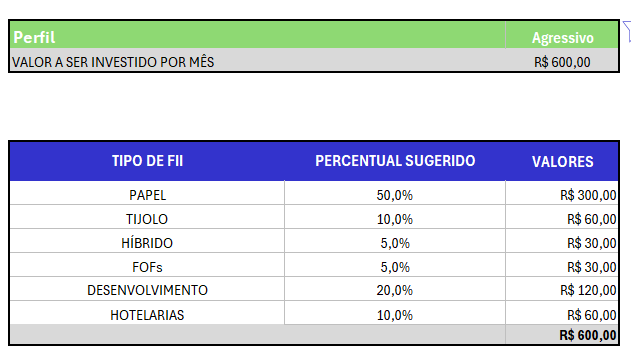 Perfil Agressivo
VALOR A SER INVESTIDO POR MÊS R$ 600,00
TIPO DE FII PERCENTUAL SUGERIDO VALORES
PAPEL 50,0% R$ 300,00
TIJOLO 10,0% R$ 60,00
HÍBRIDO 5,0% R$ 30,00
FOFs 5,0% R$ 30,00
DESENVOLVIMENTO 20,0% R$ 120,00
HOTELARIAS 10,0% R$ 60,00
R$ 600,00